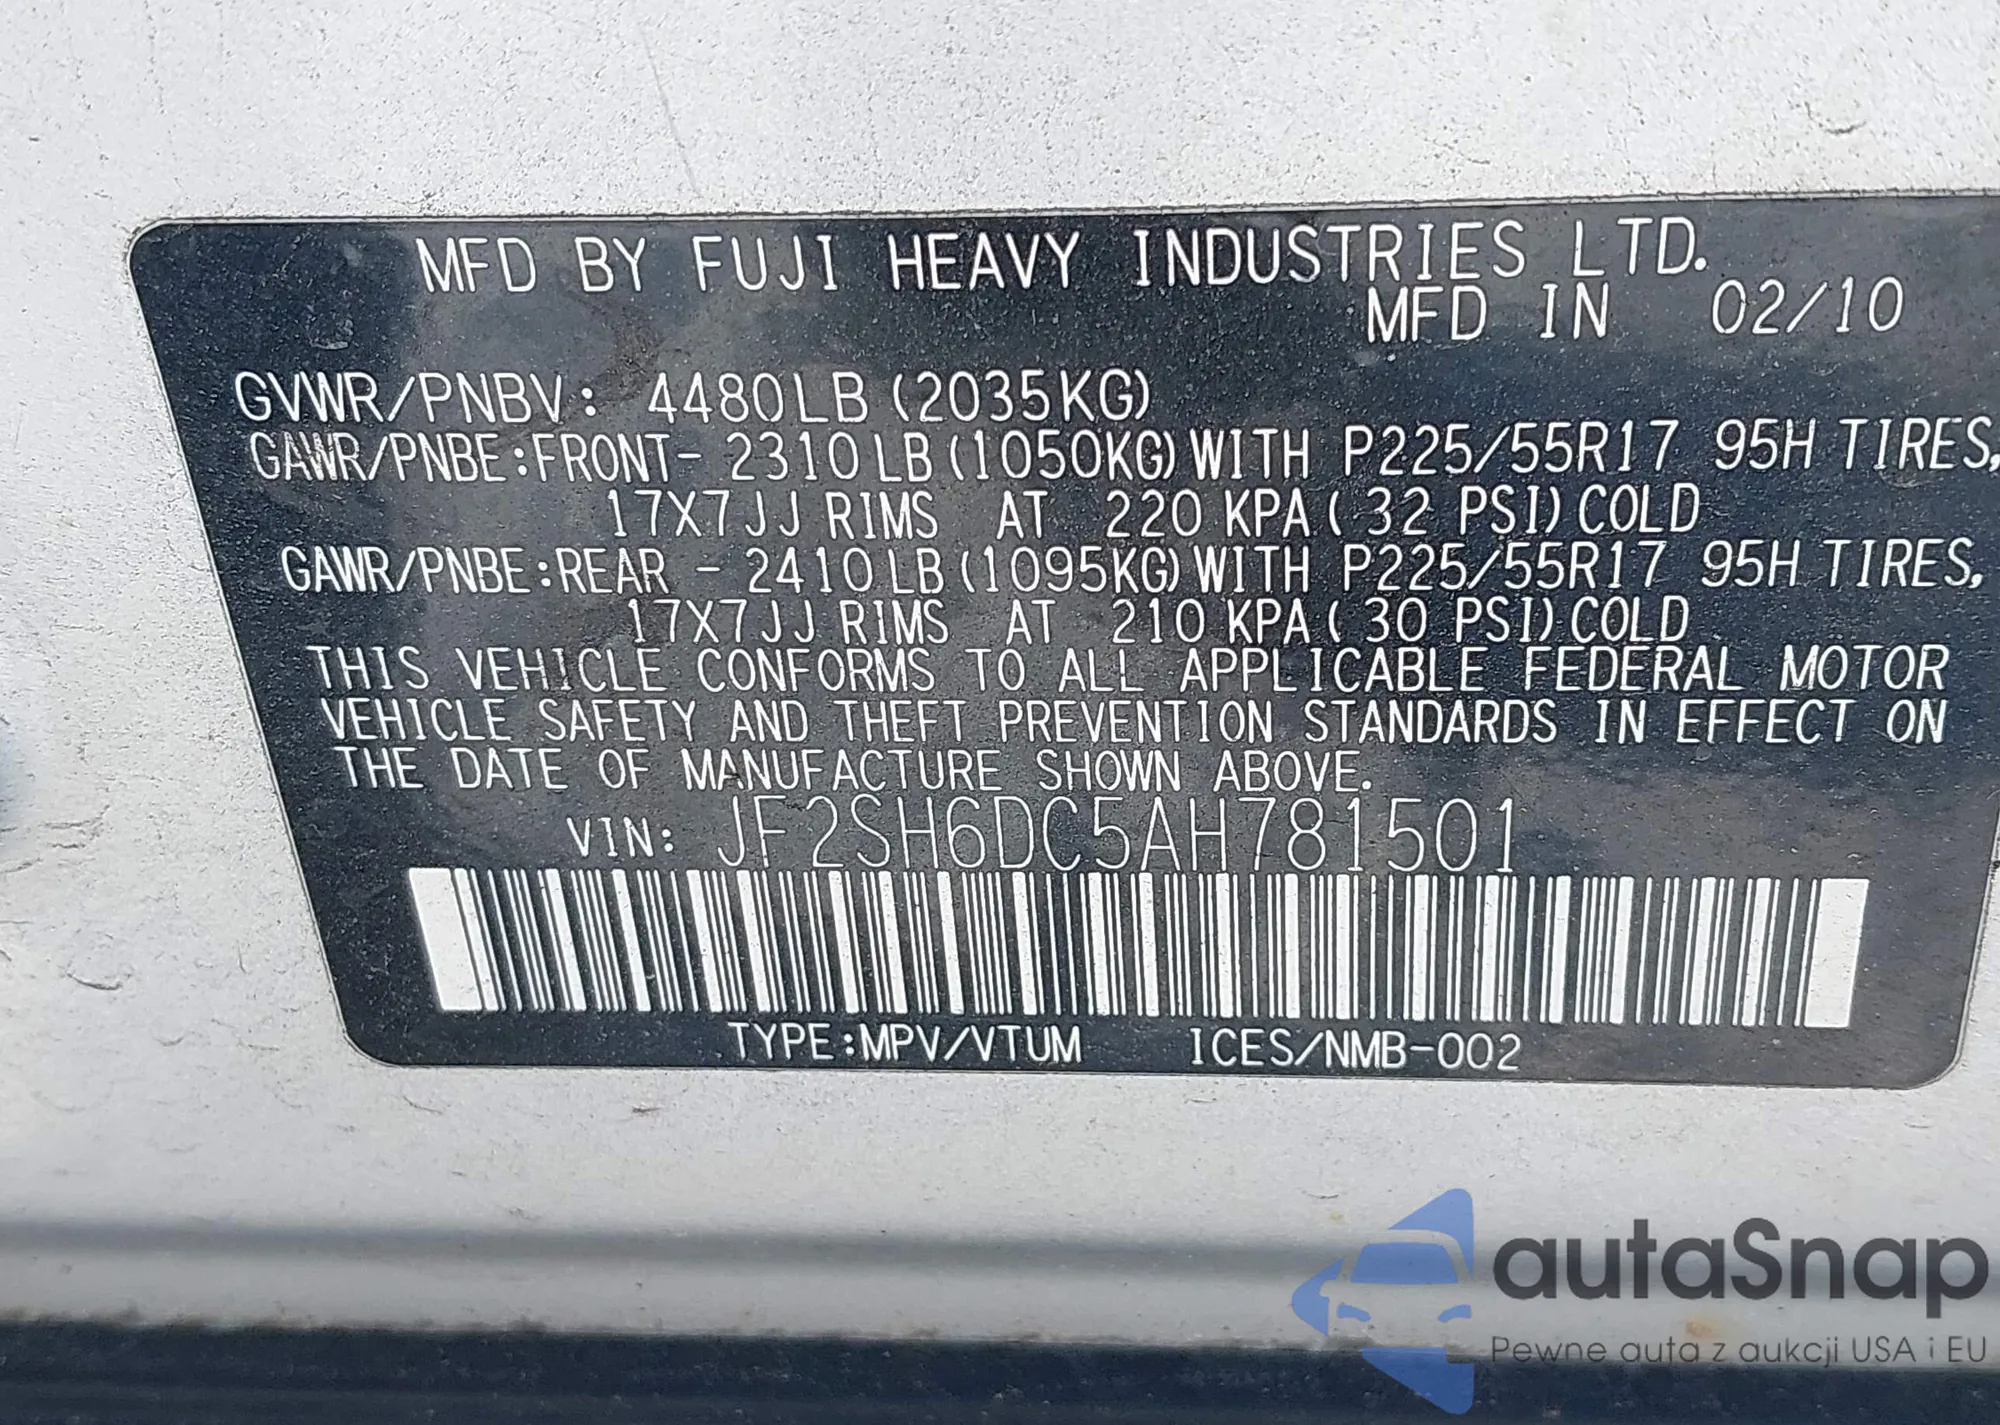 MFD BY FUJI HEAVY INDUSTRIES LTD.
MFD IN 02/10
GVWR/PNBV: 4480LB (2035KG)
GAWR/PNBE:FRONT- 2310LB (1050KG) WITH P225/55R17 95H TIRES,
17X7JJ RIMS AT 220 KPA ( 32 PSI) COLD
GAWR/PNBE:REAR - 2410LB (1095KG) WITH P225/55R17 95H TIRES,
17X7JJ RIMS AT 210 KPA ( 30 PSI) COLD
THIS VEHICLE CONFORMS TO ALL APPLICABLE FEDERAL MOTOR
VEHICLE SAFETY AND THEFT PREVENTION STANDARDS IN EFFECT ON
THE DATE OF MANUFACTURE SHOWN ABOVE.
VIN: JF2SH6DC5AH781501
TYPE:MPV/VTUM ICES/NMB-002
autaSnap
Pewne auta z aukcji USA i EU